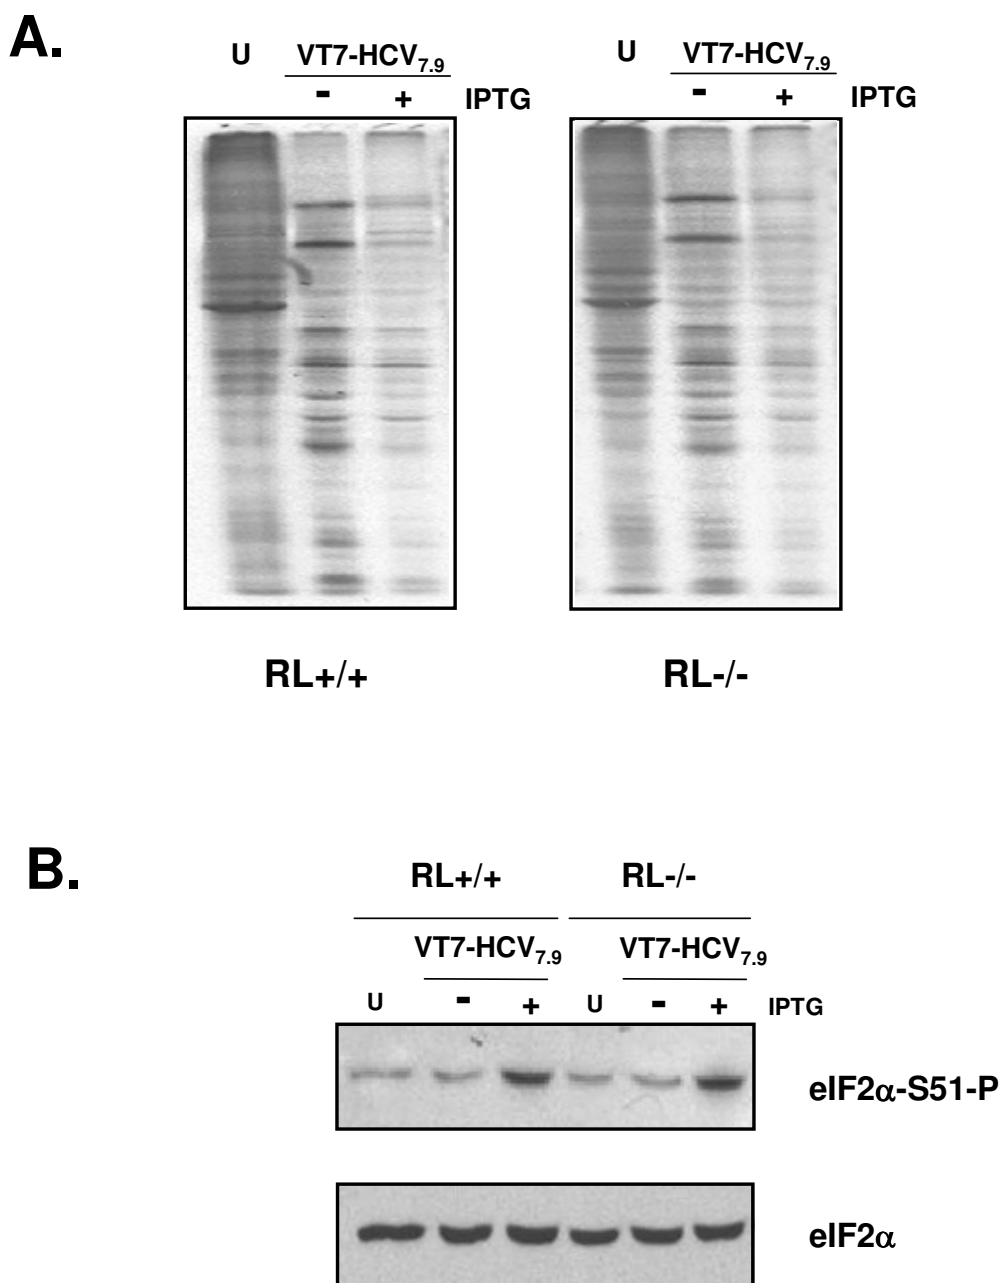 A.
U VT7-HCV7.9 U VT7-HCV7.9
- + IPTG - + IPTG
RL+/+ RL-/-
B.
RL+/+ RL-/-
VT7-HCV7.9 VT7-HCV7.9
U - + U - + IPTG
eIF2α-S51-P
eIF2α